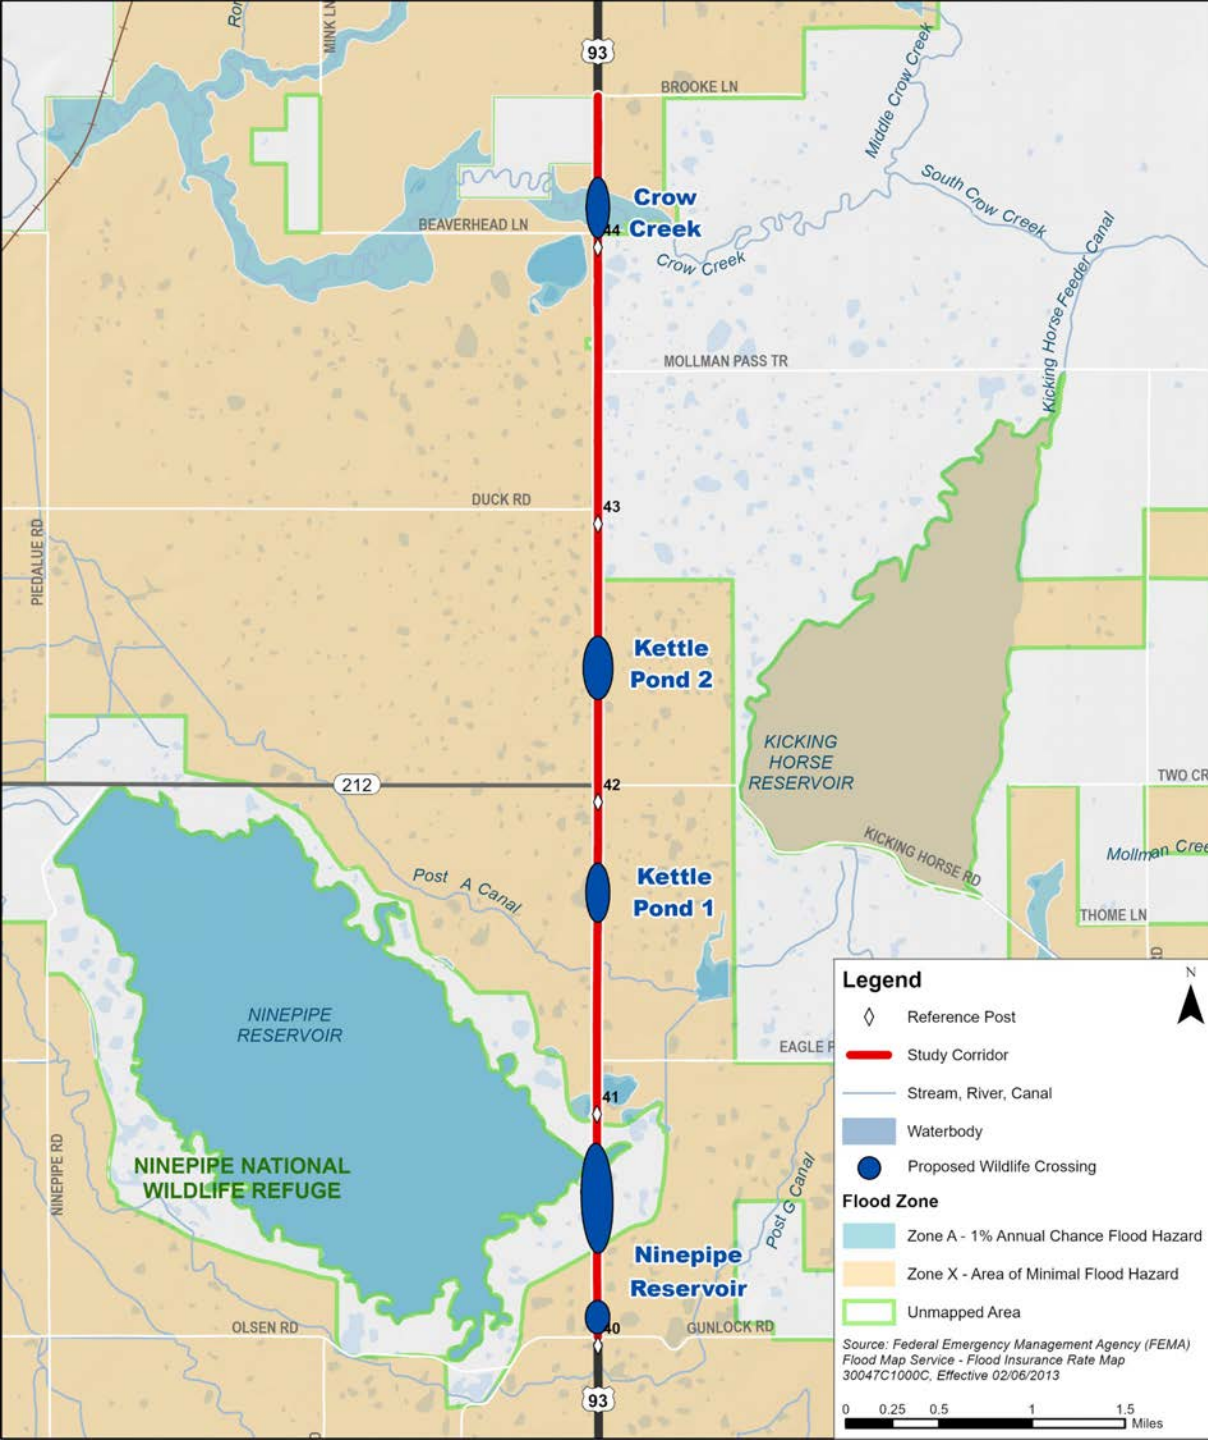 Ron
MINK LN
93
BROOKE LN
Middle Crow Creek
South Crow Creek
Crow
Creek
44
BEAVERHEAD LN
Crow Creek
Kicking Horse Feeder Canal
MOLLMAN PASS TR
DUCK RD
43
PIEDALUE RD
Kettle
Pond 2
KICKING
HORSE
RESERVOIR
212
42
TWO CR
KICKING HORSE RD
Mollman Cree
Post A Canal
Kettle
Pond 1
THOME LN
RD
NINEPIPE
RESERVOIR
EAGLE P
41
NINEPIPE RD
NINEPIPE NATIONAL
WILDLIFE REFUGE
Post G Canal
Ninepipe
Reservoir
OLSEN RD
40
GUNLOCK RD
93
Legend
N
Reference Post
Study Corridor
Stream, River, Canal
Waterbody
Proposed Wildlife Crossing
Flood Zone
Zone A - 1% Annual Chance Flood Hazard
Zone X - Area of Minimal Flood Hazard
Unmapped Area
Source: Federal Emergency Management Agency (FEMA)
Flood Map Service - Flood Insurance Rate Map
30047C1000C, Effective 02/06/2013
0 0.25 0.5 1 1.5
Miles